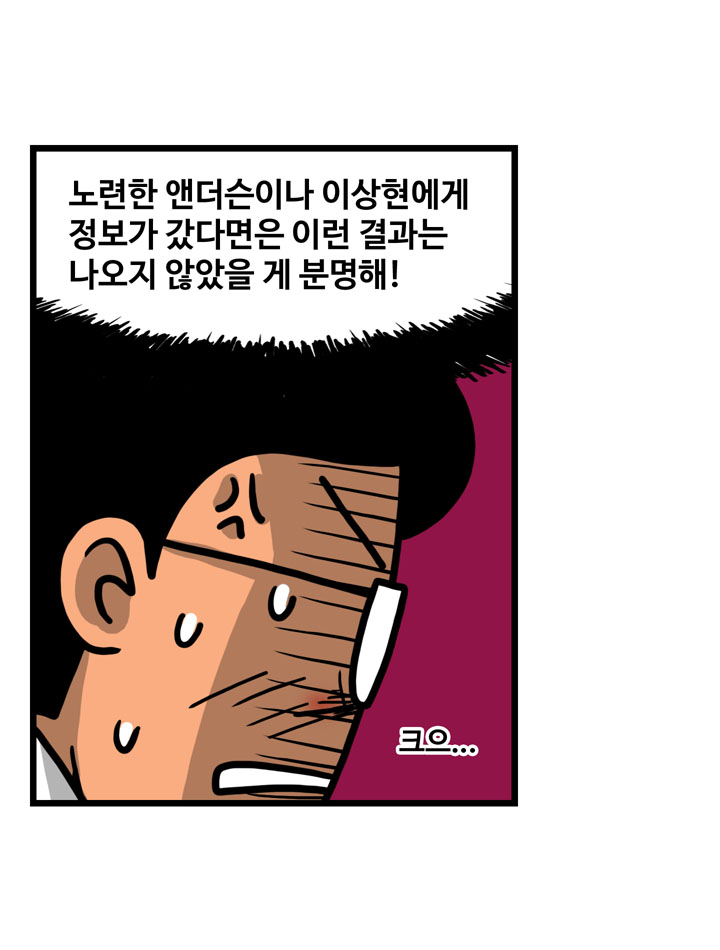 노련한 앤더슨이나 이상현에게
정보가 갔다면은 이런 결과는
나오지 않았을 게 분명해!
크으...